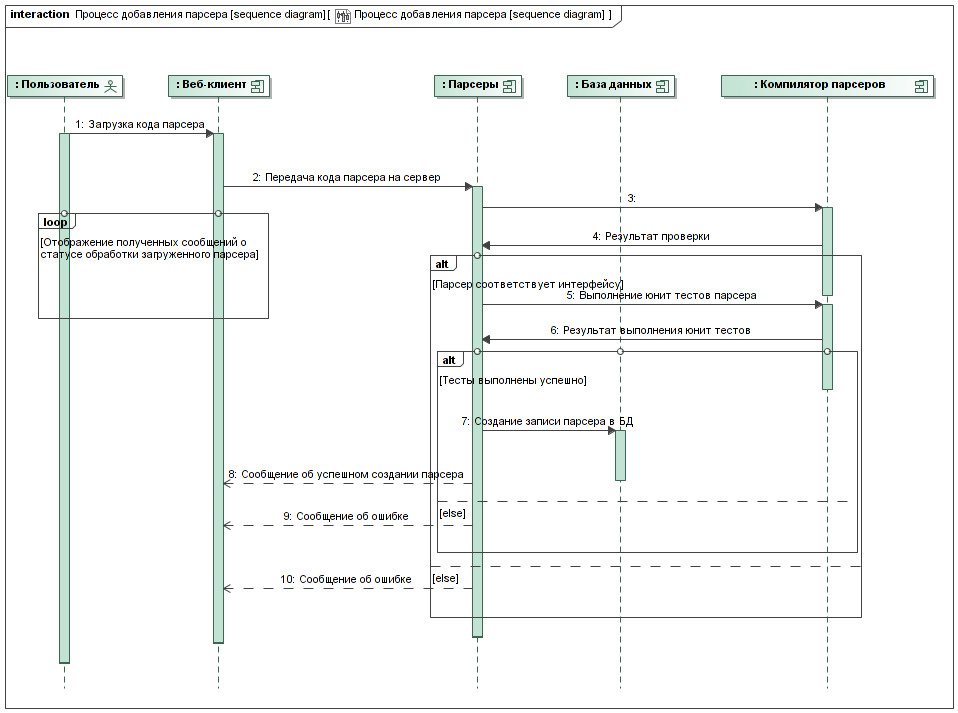 interaction Процесс добавления парсера [sequence diagram][ Процесс добавления парсера [sequence diagram] ]
: Пользователь
: Веб-клиент
: Парсеры
: База данных
: Компилятор парсеров
1: Загрузка кода парсера
2: Передача кода парсера на сервер
3:
loop
[Отображение полученных сообщений о
статусе обработки загруженного парсера]
4: Результат проверки
alt
[Парсер соответствует интерфейсу]
5: Выполнение юнит тестов парсера
6: Результат выполнения юнит тестов
alt
[Тесты выполнены успешно]
7: Создание записи парсера в БД
8: Сообщение об успешном создании парсера
[else]
9: Сообщение об ошибке
[else]
10: Сообщение об ошибке